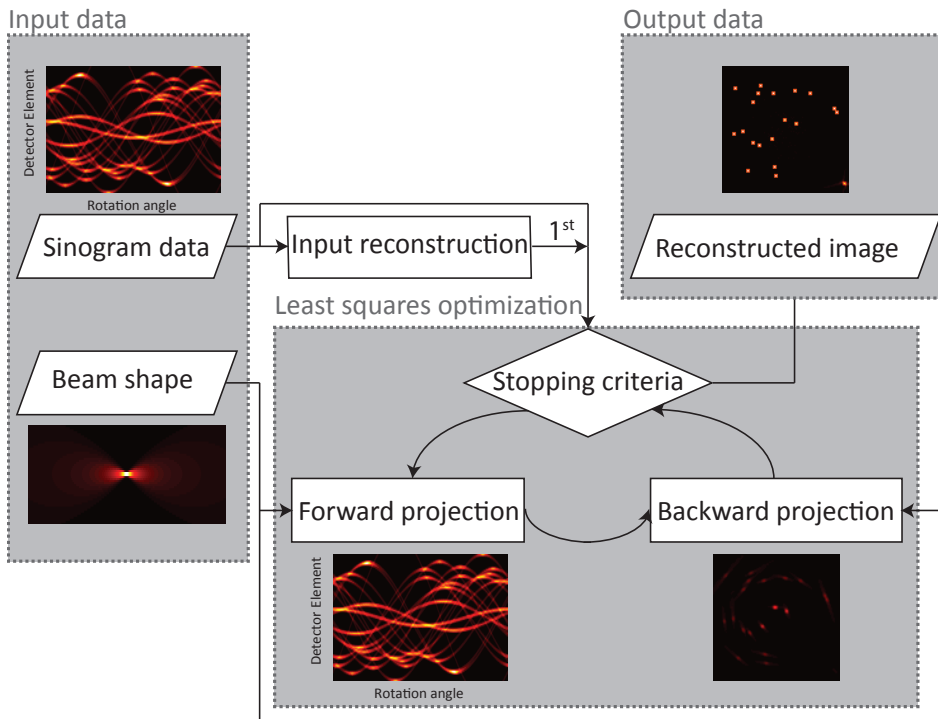 Input data
Detector Element
Rotation angle
Sinogram data
Beam shape
Input reconstruction
1st
Output data
Reconstructed image
Least squares optimization
Stopping criteria
Forward projection
Backward projection
Detector Element
Rotation angle